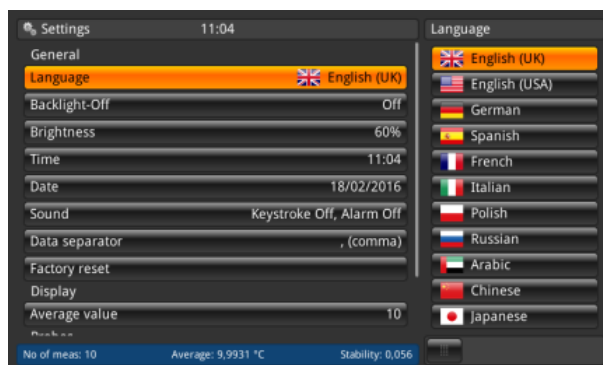 Settings 11:04
General
Language English (UK)
Backlight-Off Off
Brightness 60%
Time 11:04
Date 18/02/2016
Sound Keystroke Off, Alarm Off
Data separator , (comma)
Factory reset
Display
Average value 10
No of meas: 10 Average: 9,9931 °C Stability: 0,056
Language
English (UK)
English (USA)
German
Spanish
French
Italian
Polish
Russian
Arabic
Chinese
Japanese